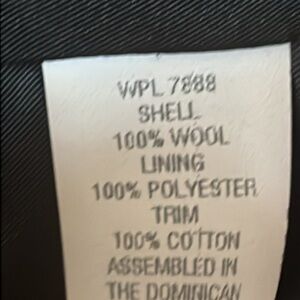 WPL 7888
SHELL
100% WOOL
LINING
100% POLYESTER
TRIM
100% COTTON
ASSEMBLED IN
THE DOMINICAN